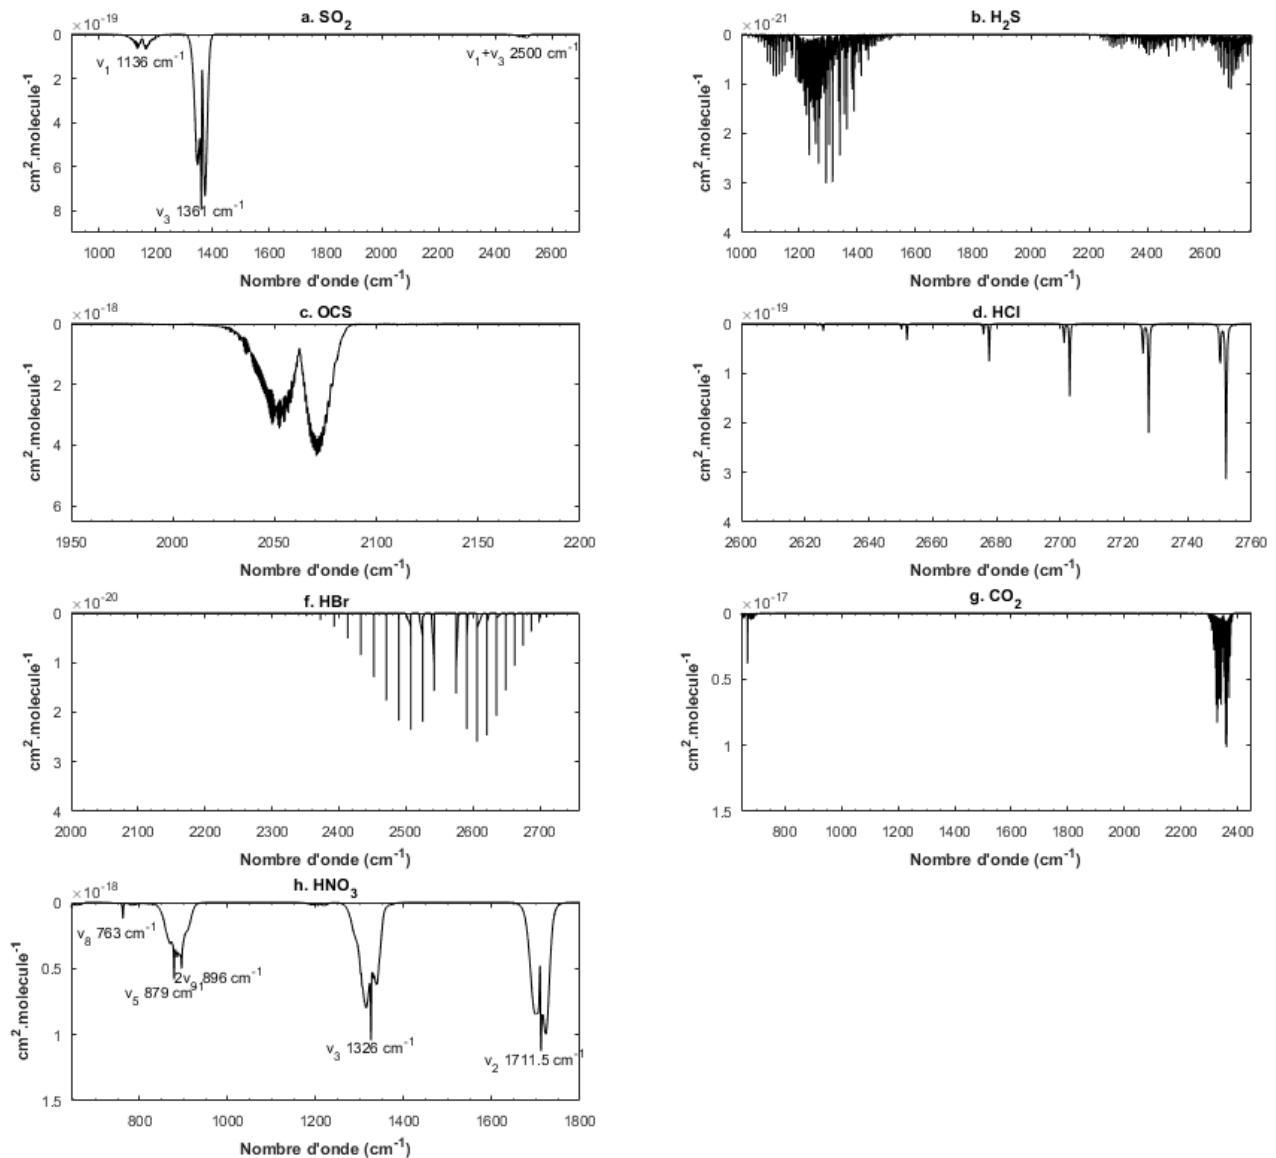 a. SO2
×10^-19
cm2.molecule-1
0
2
4
6
8
v1 1136 cm-1
v3 1361 cm-1
v1+v3 2500 cm-1
1000 1200 1400 1600 1800 2000 2200 2400 2600
Nombre d'onde (cm-1)
b. H2S
×10-21
cm2.molecule-1
0
1
2
3
4
1000 1200 1400 1600 1800 2000 2200 2400 2600
Nombre d'onde (cm-1)
c. OCS
×10-18
cm2.molecule-1
0
2
4
6
1950 2000 2050 2100 2150 2200
Nombre d'onde (cm-1)
d. HCl
×10-19
cm2.molecule-1
0
1
2
3
4
2600 2620 2640 2660 2680 2700 2720 2740 2760
Nombre d'onde (cm-1)
f. HBr
×10-20
cm2.molecule-1
0
1
2
3
4
2000 2100 2200 2300 2400 2500 2600 2700
Nombre d'onde (cm-1)
g. CO2
×10-17
cm2.molecule-1
0
0.5
1
1.5
800 1000 1200 1400 1600 1800 2000 2200 2400
Nombre d'onde (cm-1)
h. HNO3
×10-18
cm2.molecule-1
0
0.5
1
1.5
v8 763 cm-1
2v9 896 cm-1
v5 879 cm-1
v3 1326 cm-1
v2 1711.5 cm-1
800 1000 1200 1400 1600 1800
Nombre d'onde (cm-1)